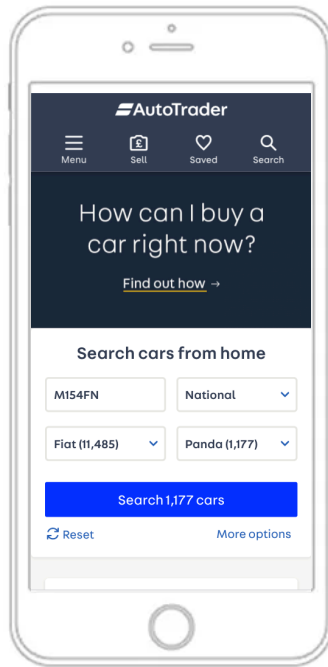 AutoTrader
Menu £ Sell Saved Search
How can I buy a
car right now?
Find out how →
Search cars from home
M154FN National
Fiat (11,485) Panda (1,177)
Search 1,177 cars
Reset More options